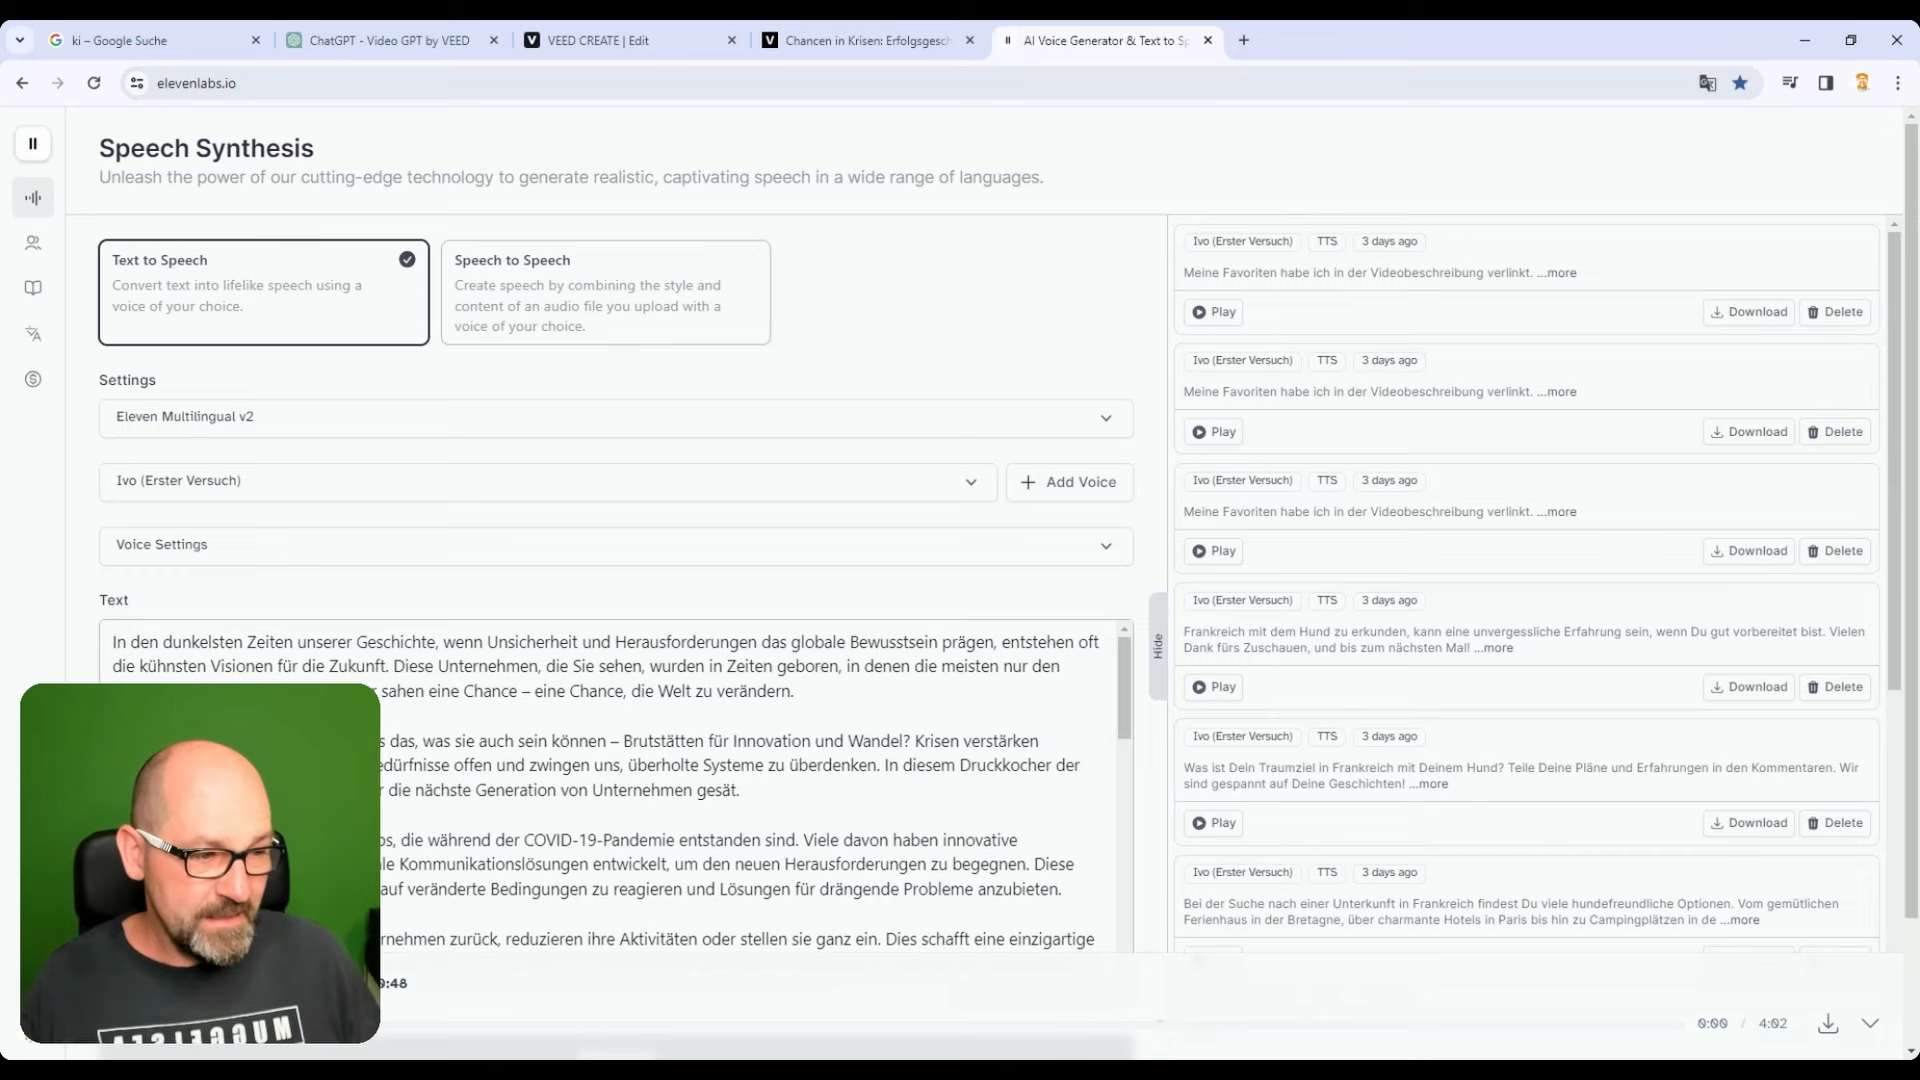 ki – Google Suche
ChatGPT - Video GPT by VEED
VEED CREATE | Edit
Chancen in Krisen: Erfolgsgesch
AI Voice Generator & Text to Sp
elevenlabs.io
Speech Synthesis
Unleash the power of our cutting-edge technology to generate realistic, captivating speech in a wide range of languages.
Text to Speech
Convert text into lifelike speech using a
voice of your choice.
Speech to Speech
Create speech by combining the style and
content of an audio file you upload with a
voice of your choice.
Settings
Eleven Multilingual v2
Ivo (Erster Versuch)
Add Voice
Voice Settings
Text
In den dunkelsten Zeiten unserer Geschichte, wenn Unsicherheit und Herausforderungen das globale Bewusstsein prägen, entstehen oft
die kühnsten Visionen für die Zukunft. Diese Unternehmen, die Sie sehen, wurden in Zeiten geboren, in denen die meisten nur den
sahen eine Chance – eine Chance, die Welt zu verändern.
das, was sie auch sein können – Brutstätten für Innovation und Wandel? Krisen verstärken
edürfnisse offen und zwingen uns, überholte Systeme zu überdenken. In diesem Druckkocher der
die nächste Generation von Unternehmen gesät.
die während der COVID-19-Pandemie entstanden sind. Viele davon haben innovative
Kommunikationslösungen entwickelt, um den neuen Herausforderungen zu begegnen. Diese
auf veränderte Bedingungen zu reagieren und Lösungen für drängende Probleme anzubieten.
rnehmen zurück, reduzieren ihre Aktivitäten oder stellen sie ganz ein. Dies schafft eine einzigartige
0:48
Hide
Ivo (Erster Versuch) TTS 3 days ago
Meine Favoriten habe ich in der Videobeschreibung verlinkt. ...more
Play Download Delete
Ivo (Erster Versuch) TTS 3 days ago
Meine Favoriten habe ich in der Videobeschreibung verlinkt. ...more
Play Download Delete
Ivo (Erster Versuch) TTS 3 days ago
Meine Favoriten habe ich in der Videobeschreibung verlinkt. ...more
Play Download Delete
Ivo (Erster Versuch) TTS 3 days ago
Frankreich mit dem Hund zu erkunden, kann eine unvergessliche Erfahrung sein, wenn Du gut vorbereitet bist. Vielen
Dank fürs Zuschauen, und bis zum nächsten Mal! ...more
Play Download Delete
Ivo (Erster Versuch) TTS 3 days ago
Was ist Dein Traumziel in Frankreich mit Deinem Hund? Teile Deine Pläne und Erfahrungen in den Kommentaren. Wir
sind gespannt auf Deine Geschichten! ...more
Play Download Delete
Ivo (Erster Versuch) TTS 3 days ago
Bei der Suche nach einer Unterkunft in Frankreich findest Du viele hundefreundliche Optionen. Vom gemütlichen
Ferienhaus in der Bretagne, über charmante Hotels in Paris bis hin zu Campingplätzen in de ...more
0:00 / 4:02